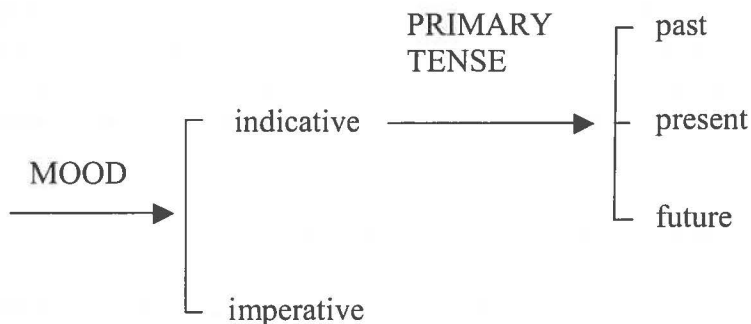 PRIMARY
TENSE
past
indicative
present
MOOD
future
imperative